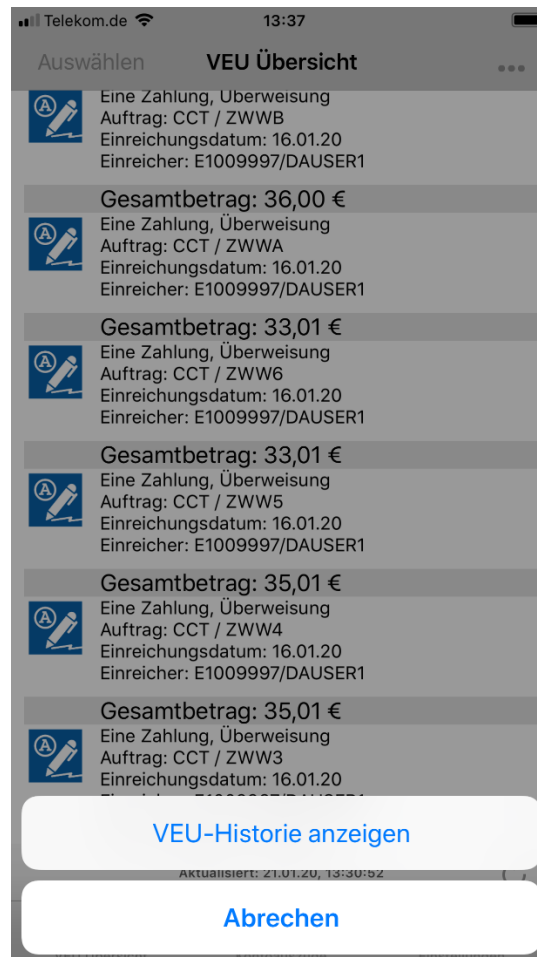 Telekom.de 13:37
Auswählen VEU Übersicht ...
Eine Zahlung, Überweisung
Auftrag: CCT / ZWWB
Einreichungsdatum: 16.01.20
Einreicher: E1009997/DAUSER1
Gesamtbetrag: 36,00 €
Eine Zahlung, Überweisung
Auftrag: CCT / ZWWA
Einreichungsdatum: 16.01.20
Einreicher: E1009997/DAUSER1
Gesamtbetrag: 33,01 €
Eine Zahlung, Überweisung
Auftrag: CCT / ZWW6
Einreichungsdatum: 16.01.20
Einreicher: E1009997/DAUSER1
Gesamtbetrag: 33,01 €
Eine Zahlung, Überweisung
Auftrag: CCT / ZWW5
Einreichungsdatum: 16.01.20
Einreicher: E1009997/DAUSER1
Gesamtbetrag: 35,01 €
Eine Zahlung, Überweisung
Auftrag: CCT / ZWW4
Einreichungsdatum: 16.01.20
Einreicher: E1009997/DAUSER1
Gesamtbetrag: 35,01 €
Eine Zahlung, Überweisung
Auftrag: CCT / ZWW3
Einreichungsdatum: 16.01.20
VEU-Historie anzeigen
Aktualisiert: 21.01.20, 13:30:52
Abrechen